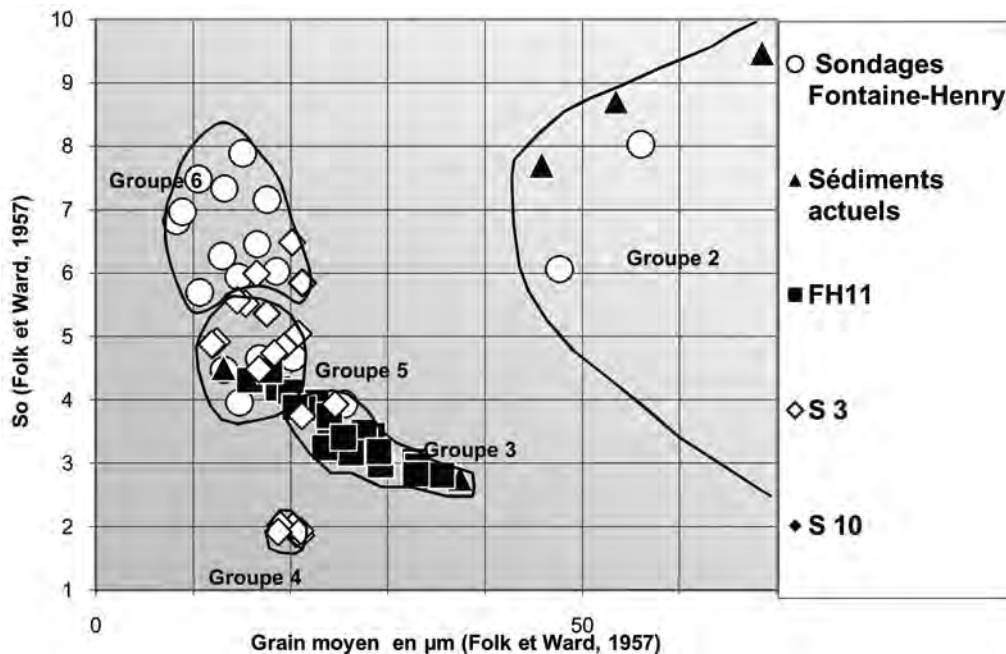 10
9
8
7
6
5
4
3
2
1
So (Folk et Ward, 1957)
Groupe 6
Groupe 2
Groupe 5
Groupe 3
Groupe 4
0
50
Grain moyen en µm (Folk et Ward, 1957)
Sondages
Fontaine-Henry
Sédiments
actuels
FH11
S 3
S 10